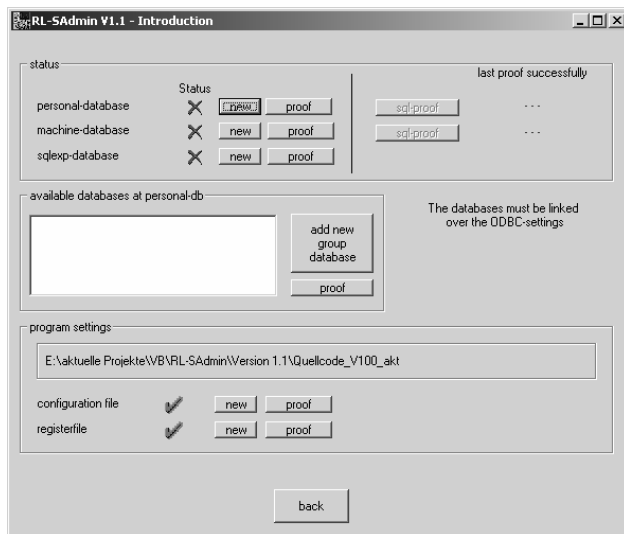 RL-SAdmin V1.1 - Introduction
status
last proof successfully
Status
personal-database new proof sql-proof - - -
machine-database new proof sql-proof - - -
sqlexp-database new proof
available databases at personal-db
add new
group
database
proof
The databases must be linked
over the ODBC-settings
program settings
E:\aktuelle Projekte\VB\RL-SAdmin\Version 1.1\Quellcode_V100_akt
configuration file new proof
registerfile new proof
back